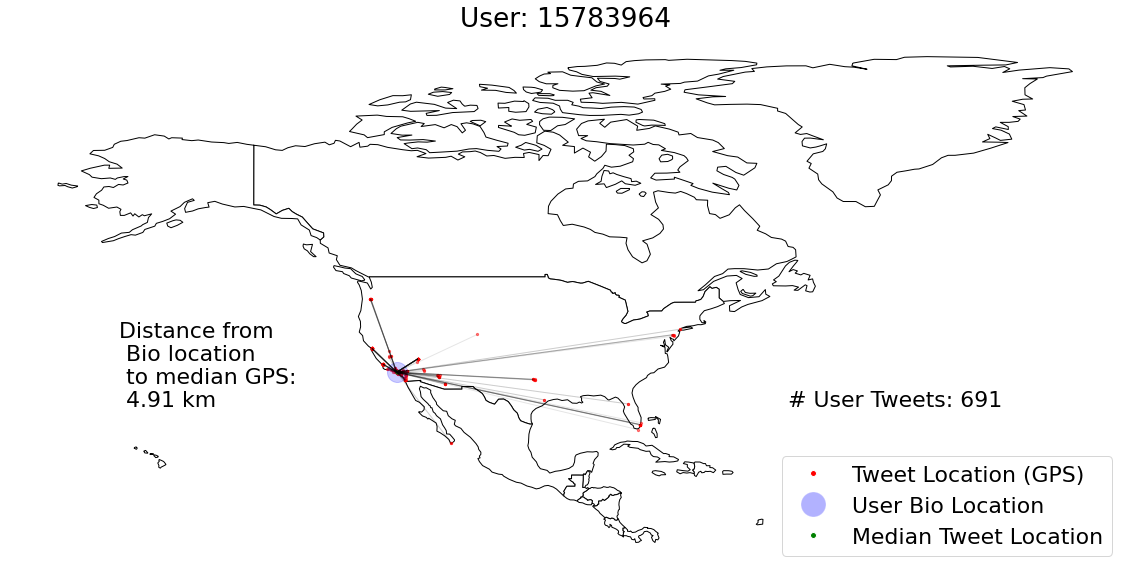 User: 15783964
Distance from
Bio location
to median GPS:
4.91 km
# User Tweets: 691
Tweet Location (GPS)
User Bio Location
Median Tweet Location